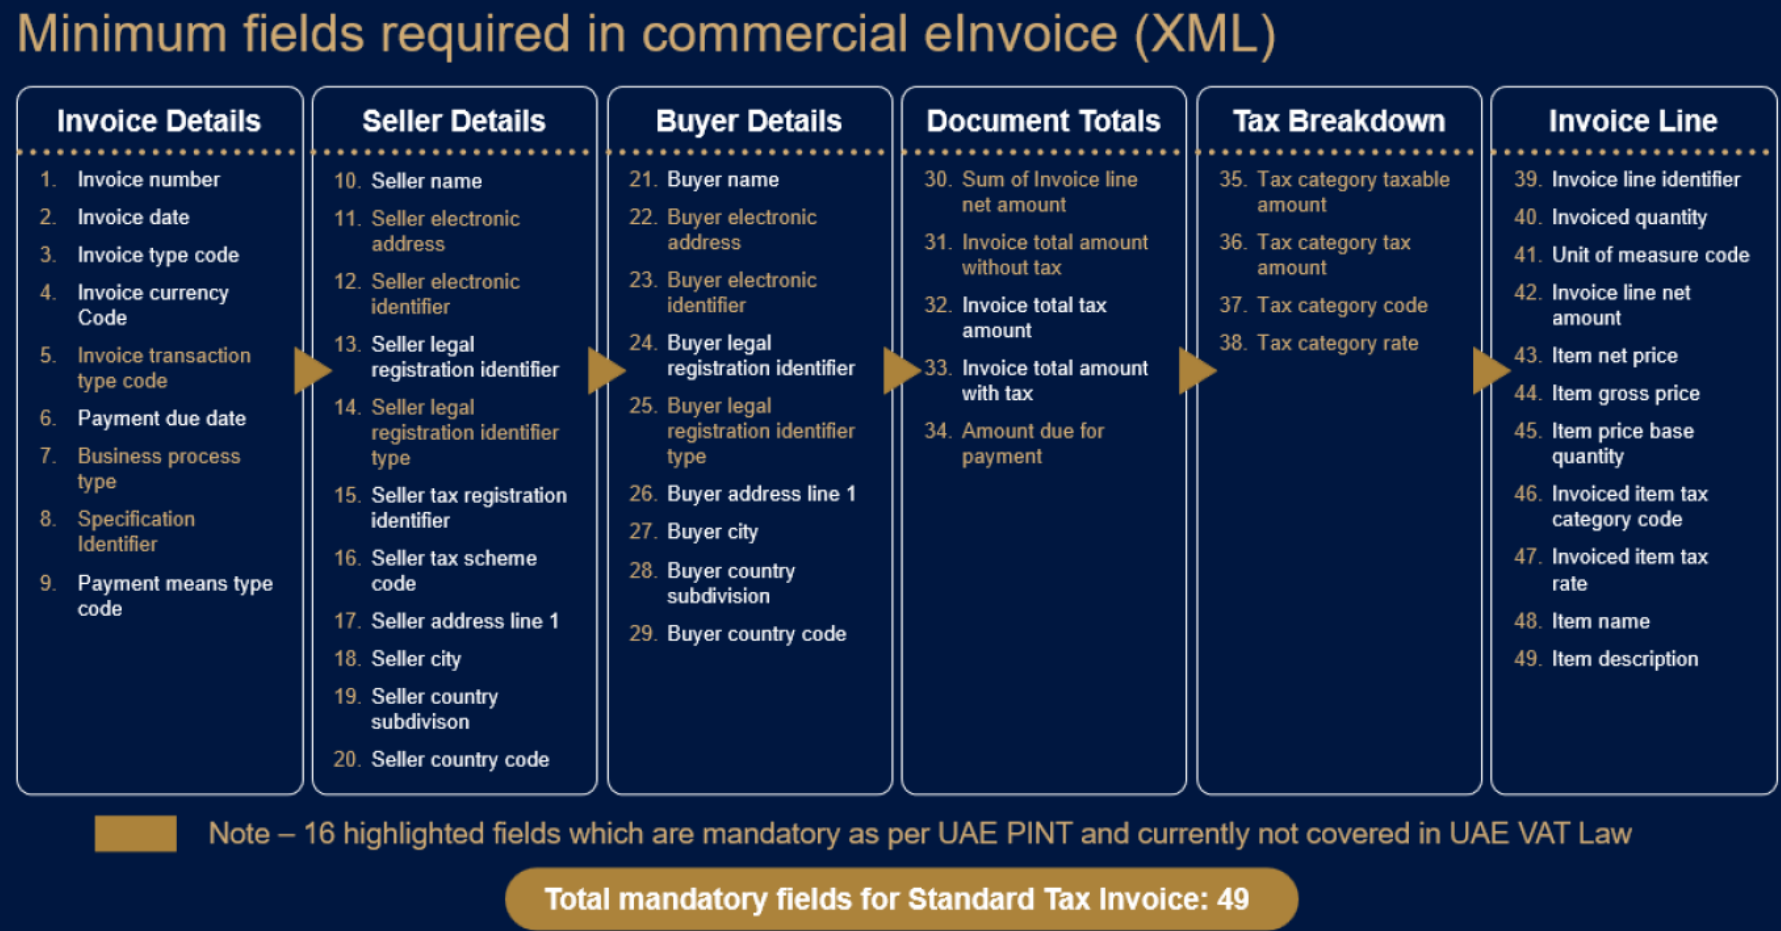 Minimum fields required in commercial eInvoice (XML)
Invoice Details
1. Invoice number
2. Invoice date
3. Invoice type code
4. Invoice currency
Code
5. Invoice transaction
type code
6. Payment due date
7. Business process
type
8. Specification
Identifier
9. Payment means type
code
Seller Details
10. Seller name
11. Seller electronic
address
12. Seller electronic
identifier
13. Seller legal
registration identifier
14. Seller legal
registration identifier
type
15. Seller tax registration
identifier
16. Seller tax scheme
code
17. Seller address line 1
18. Seller city
19. Seller country
subdivison
20. Seller country code
Buyer Details
21. Buyer name
22. Buyer electronic
address
23. Buyer electronic
identifier
24. Buyer legal
registration identifier
25. Buyer legal
registration identifier
type
26. Buyer address line 1
27. Buyer city
28. Buyer country
subdivision
29. Buyer country code
Document Totals
30. Sum of Invoice line
net amount
31. Invoice total amount
without tax
32. Invoice total tax
amount
33. Invoice total amount
with tax
34. Amount due for
payment
Tax Breakdown
35. Tax category taxable
amount
36. Tax category tax
amount
37. Tax category code
38. Tax category rate
Invoice Line
39. Invoice line identifier
40. Invoiced quantity
41. Unit of measure code
42. Invoice line net
amount
43. Item net price
44. Item gross price
45. Item price base
quantity
46. Invoiced item tax
category code
47. Invoiced item tax
rate
48. Item name
49. Item description
Note – 16 highlighted fields which are mandatory as per UAE PINT and currently not covered in UAE VAT Law
Total mandatory fields for Standard Tax Invoice: 49